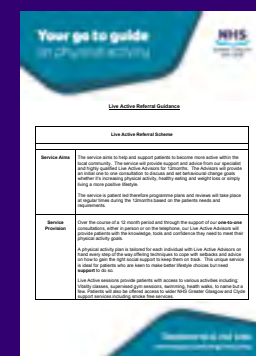 Your go to guide
on physical activity
NHS
Live Active Referral Guidance
Live Active Referral Scheme
Service Aims
The service aims to help and support patients to become more active within the
local community. The service will provide support and advice from our specialist
and highly qualified Live Active Advisors for 12months. The Advisors will provide
an initial one to one consultation to discuss and set behavioural change goals
whether it's increasing physical activity, healthy eating and weight loss or simply
living a more positive lifestyle.
The service is patient led therefore programme plans and reviews will take place
at regular times during the 12months based on the patients needs and
requirements.
Service
Provision
Over the course of a 12 month period and through the support of our one-to-one
consultations, either in person or on the telephone, our Live Active Advisors will
provide patients with the knowledge, tools and confidence they need to meet their
physical activity goals.
A physical activity plan is tailored for each individual with Live Active Advisors on
hand every step of the way offering techniques to cope with setbacks and advice
on how to gain the right social support to keep them on track. This unique service
is ideal for patients who are keen to make better lifestyle choices but need
support to do so.
Live Active sessions provide patients with access to various activities including
Vitality classes, supervised gym sessions, swimming, health walks, to name but a
few. Patients will also be offered access to wider NHS Greater Glasgow and Clyde
support services including smoke free services.